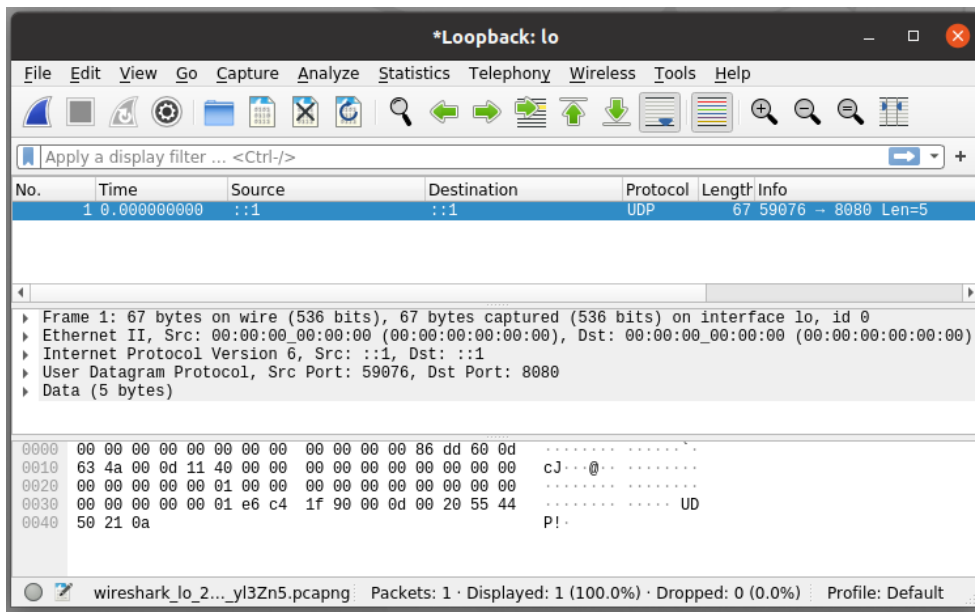 *Loopback: lo
File Edit View Go Capture Analyze Statistics Telephony Wireless Tools Help
Apply a display filter ... <Ctrl-/>
No. Time Source Destination Protocol Length Info
1 0.000000000 ::1 ::1 UDP 67 59076 → 8080 Len=5
Frame 1: 67 bytes on wire (536 bits), 67 bytes captured (536 bits) on interface lo, id 0
Ethernet II, Src: 00:00:00_00:00:00 (00:00:00:00:00:00), Dst: 00:00:00_00:00:00 (00:00:00:00:00:00)
Internet Protocol Version 6, Src: ::1, Dst: ::1
User Datagram Protocol, Src Port: 59076, Dst Port: 8080
Data (5 bytes)
0000 00 00 00 00 00 00 00 00 00 00 00 00 86 dd 60 0d ········ ······`·
0010 63 4a 00 0d 11 40 00 00 00 00 00 00 00 00 00 00 cJ···@·· ········
0020 00 00 00 00 00 01 00 00 00 00 00 00 00 00 00 00 ········ ········
0030 00 00 00 00 00 01 e6 c4 1f 90 00 0d 00 20 55 44 ········ ····· UD
0040 50 21 0a P!·
wireshark_lo_2..._yl3Zn5.pcapng Packets: 1 · Displayed: 1 (100.0%) · Dropped: 0 (0.0%) Profile: Default